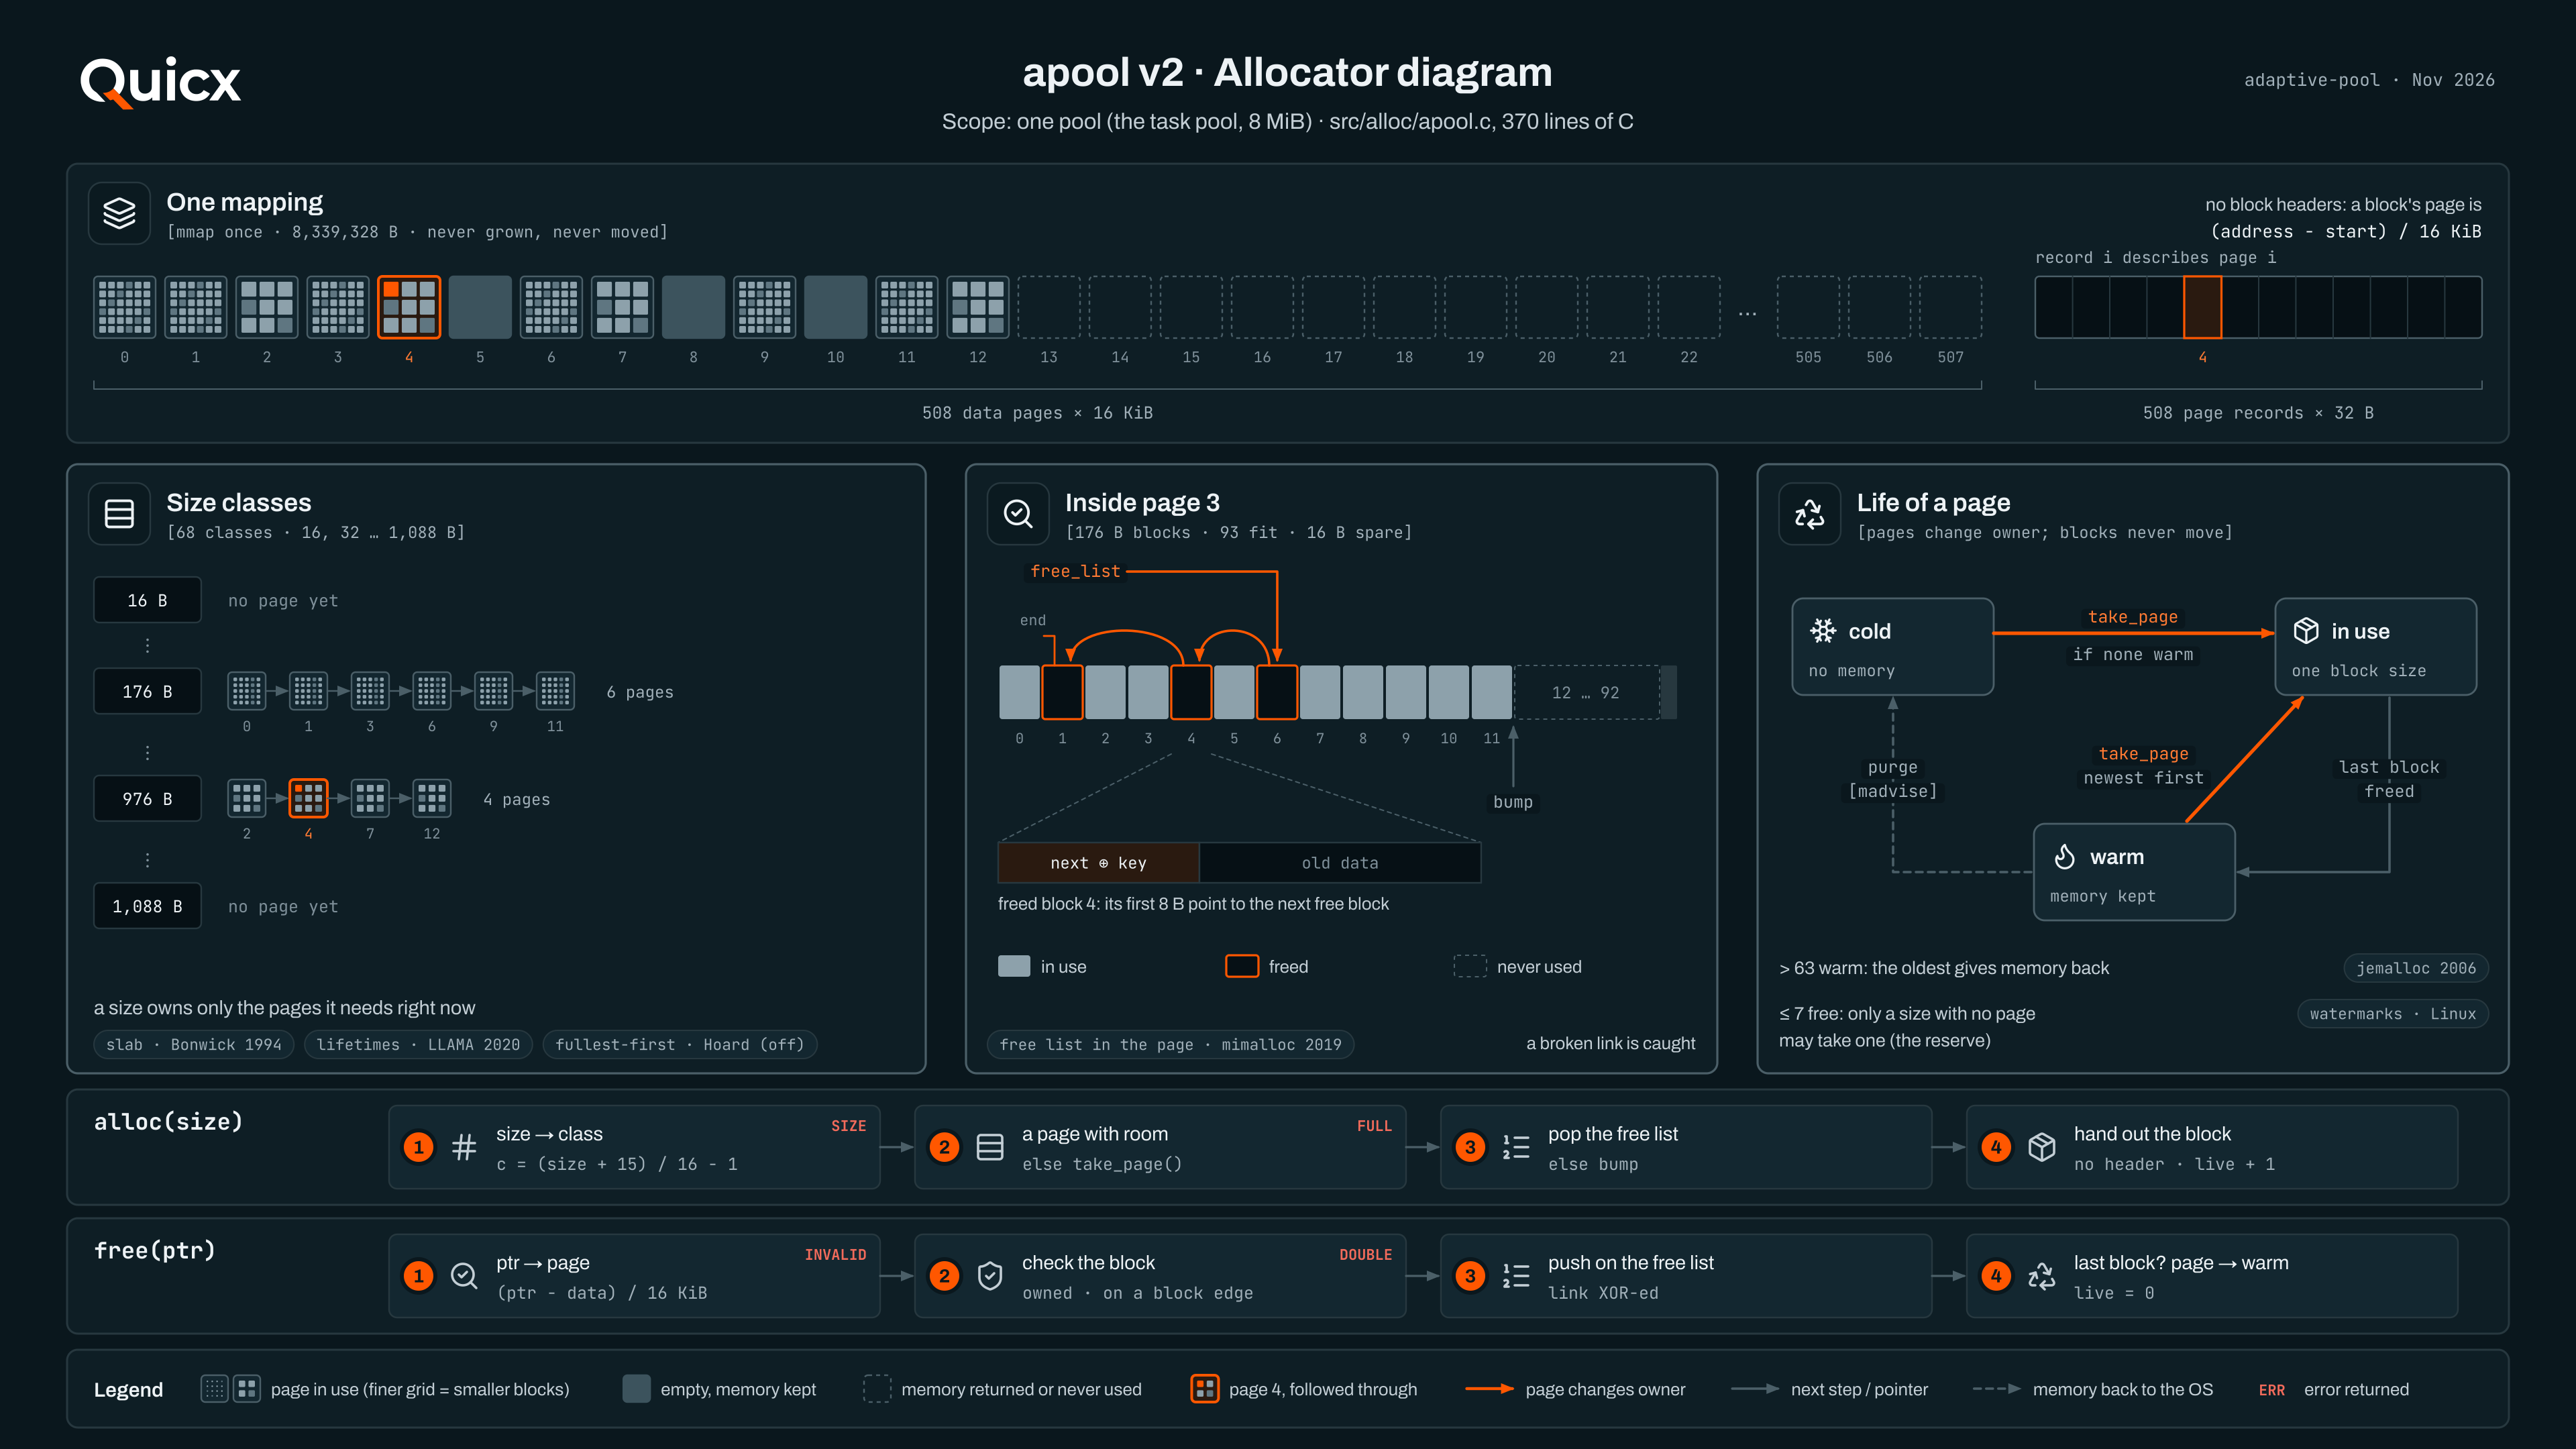 Quicx
apool v2 · Allocator diagram
adaptive-pool · Nov 2026
Scope: one pool (the task pool, 8 MiB) · src/alloc/apool.c, 370 lines of C
One mapping
[mmap once · 8,339,328 B · never grown, never moved]
no block headers: a block's page is
(address - start) / 16 KiB
record i describes page i
...
0 1 2 3 4 5 6 7 8 9 10 11 12 13 14 15 16 17 18 19 20 21 22 505 506 507
4
508 data pages × 16 KiB
508 page records × 32 B
Size classes
[68 classes · 16, 32 … 1,088 B]
16 B
no page yet
⋮
176 B
6 pages
0 1 3 6 9 11
⋮
976 B
4 pages
2 4 7 12
⋮
1,088 B
no page yet
a size owns only the pages it needs right now
slab · Bonwick 1994
lifetimes · LLAMA 2020
fullest-first · Hoard (off)
Inside page 3
[176 B blocks · 93 fit · 16 B spare]
free_list
end
12 … 92
0 1 2 3 4 5 6 7 8 9 10 11
bump
next ⊕ key
old data
freed block 4: its first 8 B point to the next free block
in use
freed
never used
free list in the page · mimalloc 2019
a broken link is caught
Life of a page
[pages change owner; blocks never move]
cold
no memory
take_page
if none warm
in use
one block size
purge
[madvise]
take_page
newest first
last block
freed
warm
memory kept
> 63 warm: the oldest gives memory back
jemalloc 2006
≤ 7 free: only a size with no page
may take one (the reserve)
watermarks · Linux
alloc(size)
1
size → class
c = (size + 15) / 16 - 1
SIZE
2
a page with room
else take_page()
FULL
3
pop the free list
else bump
4
hand out the block
no header · live + 1
free(ptr)
1
ptr → page
(ptr - data) / 16 KiB
INVALID
2
check the block
owned · on a block edge
DOUBLE
3
push on the free list
link XOR-ed
4
last block? page → warm
live = 0
Legend
page in use (finer grid = smaller blocks)
empty, memory kept
memory returned or never used
page 4, followed through
page changes owner
next step / pointer
memory back to the OS
ERR
error returned